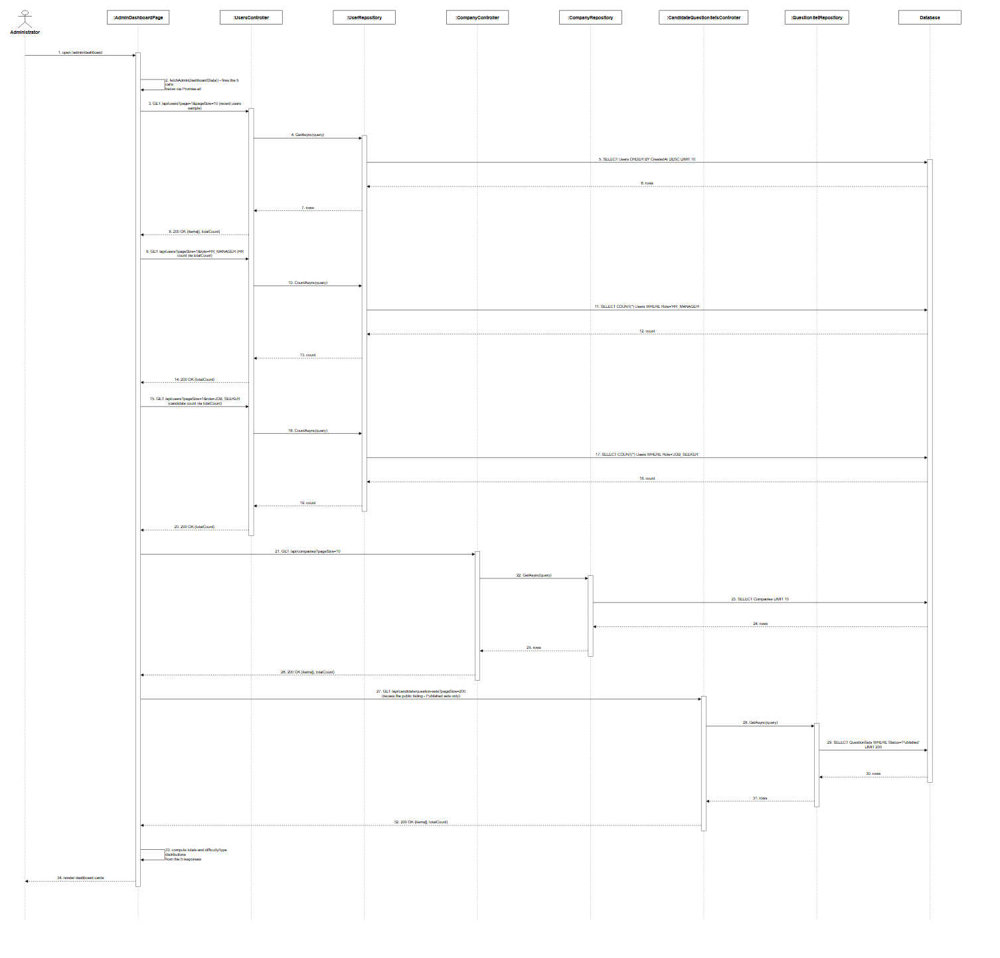 :AdminDashboardPage
:UsersController
:UserRepository
:CompanyController
:CompanyRepository
:CandidateQuestionSetsController
:QuestionSetRepository
Database
Administrator
1. open /admin/dashboard
2. fetchAdminDashboardStats() - fires the 5
calls
below via Promise.all
3. GET /api/users?page=1&pageSize=10 (recent users
sample)
4. GetAsync(query)
5. SELECT Users ORDER BY CreatedAt DESC LIMIT 10
6. rows
7. rows
8. 200 OK {items[], totalCount}
9. GET /api/users?pageSize=1&role=HR_MANAGER (HR
count via totalCount)
10. CountAsync(query)
11. SELECT COUNT(*) Users WHERE Role='HR_MANAGER'
12. count
13. count
14. 200 OK {totalCount}
15. GET /api/users?pageSize=1&role=JOB_SEEKER
(candidate count via totalCount)
16. CountAsync(query)
17. SELECT COUNT(*) Users WHERE Role='JOB_SEEKER'
18. count
19. count
20. 200 OK {totalCount}
21. GET /api/companies?pageSize=10
22. GetAsync(query)
23. SELECT Companies LIMIT 10
24. rows
25. rows
26. 200 OK {items[], totalCount}
27. GET /api/candidate/question-sets?pageSize=200
(reuses the public listing - Published sets only)
28. GetAsync(query)
29. SELECT QuestionSets WHERE Status='Published'
LIMIT 200
30. rows
31. rows
32. 200 OK {items[], totalCount}
33. compute totals and difficulty/type
distributions
from the 5 responses
34. render dashboard cards